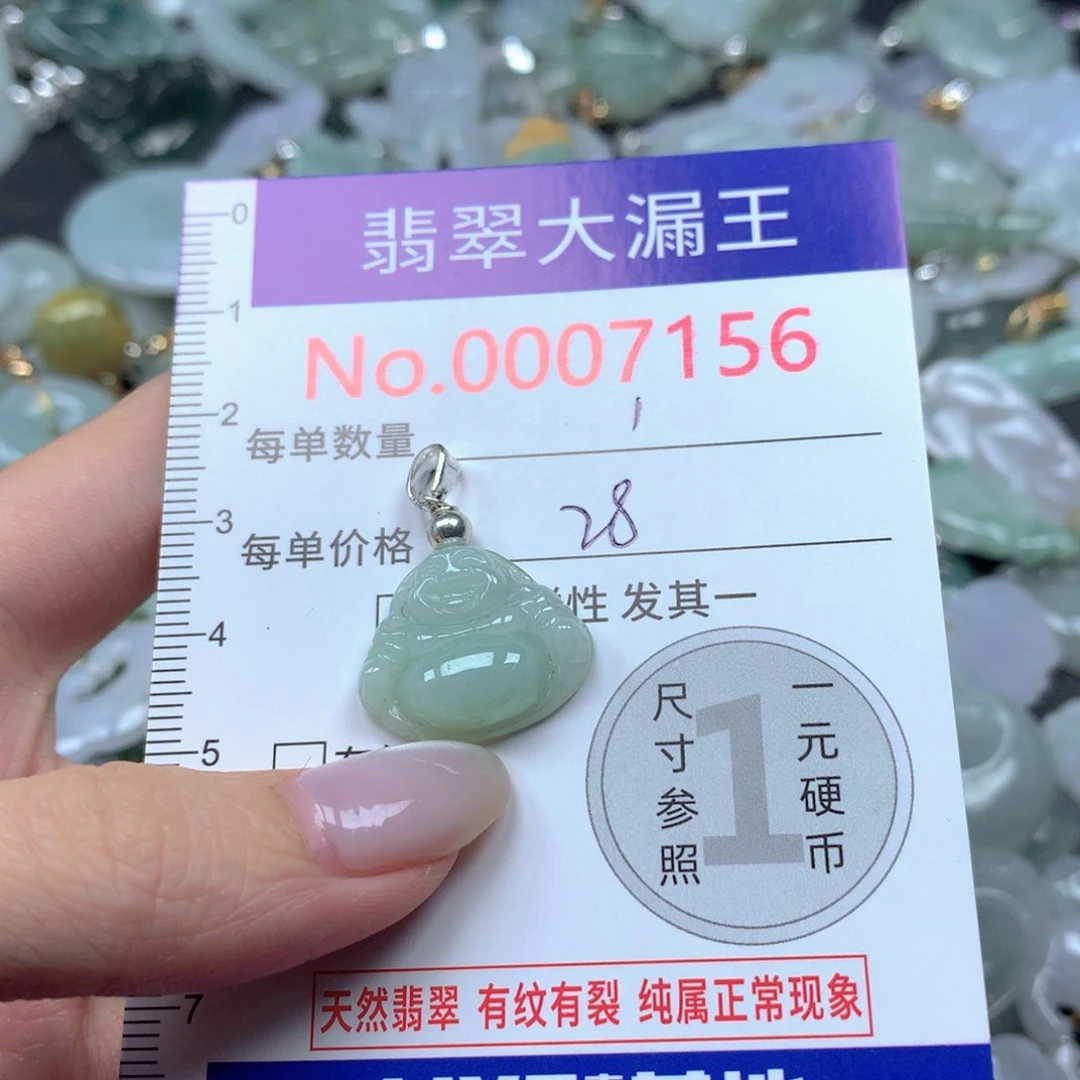 翡翠大漏王
No.0007156
每单数量 1
每单价格 28
性 发其一
0
1
2
3
4
5
7
1
尺寸参照
一元硬币
天然翡翠 有纹有裂 纯属正常现象